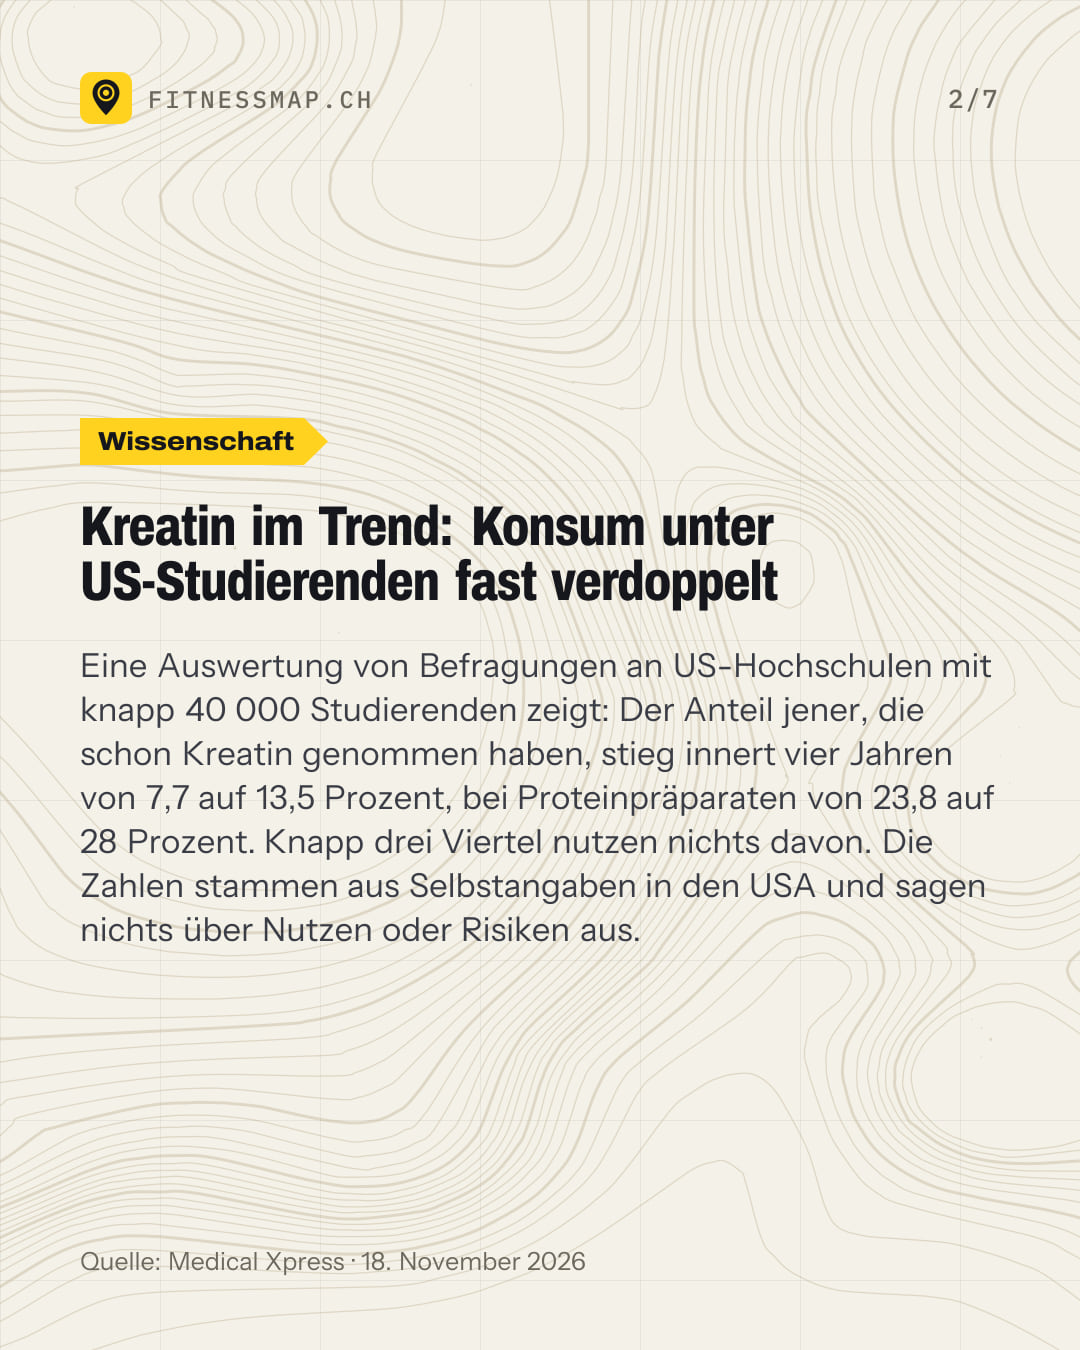 FITNESSMAP.CH
2/7
Wissenschaft
Kreatin im Trend: Konsum unter
US-Studierenden fast verdoppelt
Eine Auswertung von Befragungen an US-Hochschulen mit
knapp 40 000 Studierenden zeigt: Der Anteil jener, die
schon Kreatin genommen haben, stieg innert vier Jahren
von 7,7 auf 13,5 Prozent, bei Proteinpräparaten von 23,8 auf
28 Prozent. Knapp drei Viertel nutzen nichts davon. Die
Zahlen stammen aus Selbstangaben in den USA und sagen
nichts über Nutzen oder Risiken aus.
Quelle: Medical Xpress · 18. November 2026